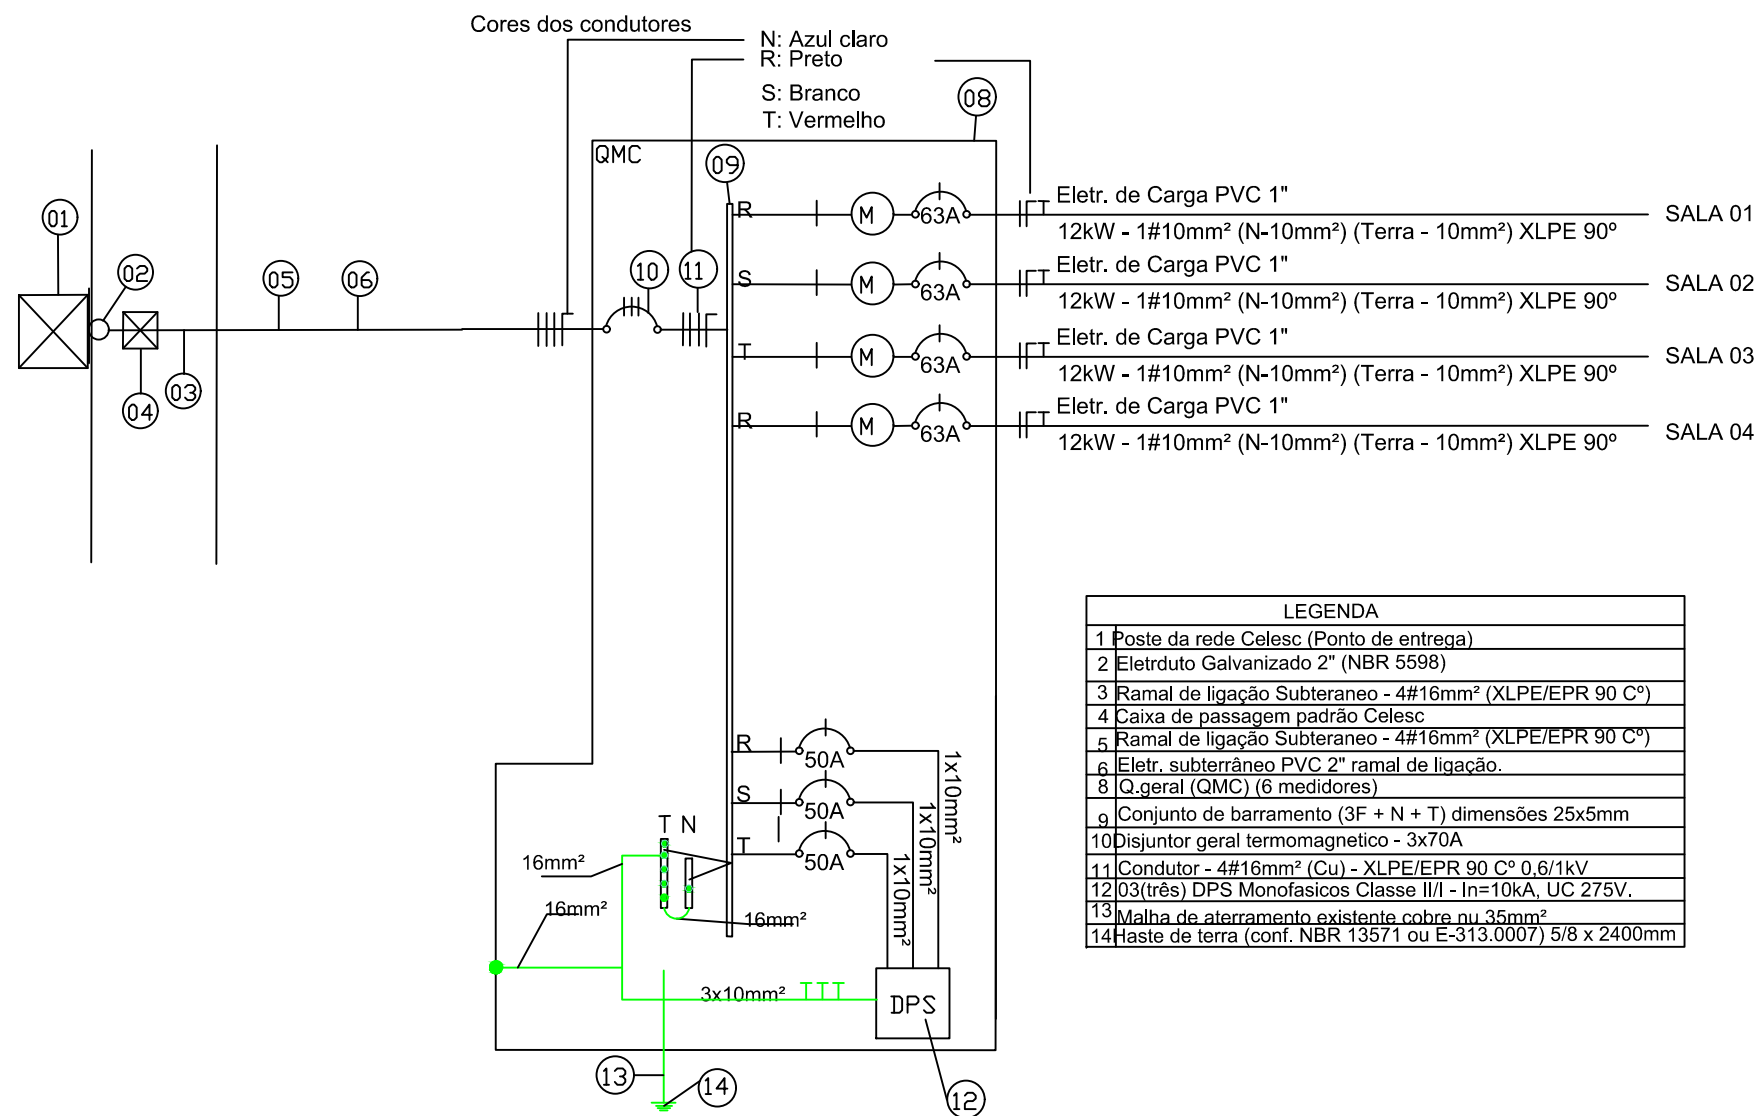 Cores dos condutores
N: Azul claro
R: Preto
S: Branco
T: Vermelho
08
QMC
09
01
02
05
06
10
11
03
04
R
M
63A
Eletr. de Carga PVC 1"
12kW - 1#10mm² (N-10mm²) (Terra - 10mm²) XLPE 90º
SALA 01
S
M
63A
Eletr. de Carga PVC 1"
12kW - 1#10mm² (N-10mm²) (Terra - 10mm²) XLPE 90º
SALA 02
T
M
63A
Eletr. de Carga PVC 1"
12kW - 1#10mm² (N-10mm²) (Terra - 10mm²) XLPE 90º
SALA 03
R
M
63A
Eletr. de Carga PVC 1"
12kW - 1#10mm² (N-10mm²) (Terra - 10mm²) XLPE 90º
SALA 04
R
50A
1x10mm²
S
50A
1x10mm²
T
50A
1x10mm²
T N
16mm²
16mm²
16mm²
3x10mm²
TTT
DPS
13
14
12
LEGENDA
1 Poste da rede Celesc (Ponto de entrega)
2 Eletrduto Galvanizado 2" (NBR 5598)
3 Ramal de ligação Subteraneo - 4#16mm² (XLPE/EPR 90 Cº)
4 Caixa de passagem padrão Celesc
5 Ramal de ligação Subteraneo - 4#16mm² (XLPE/EPR 90 Cº)
6 Eletr. subterrâneo PVC 2" ramal de ligação.
8 Q.geral (QMC) (6 medidores)
9 Conjunto de barramento (3F + N + T) dimensões 25x5mm
10 Disjuntor geral termomagnetico - 3x70A
11 Condutor - 4#16mm² (Cu) - XLPE/EPR 90 Cº 0,6/1kV
12 03(três) DPS Monofasicos Classe II/I - In=10kA, UC 275V.
13 Malha de aterramento existente cobre nu 35mm²
14 Haste de terra (conf. NBR 13571 ou E-313.0007) 5/8 x 2400mm